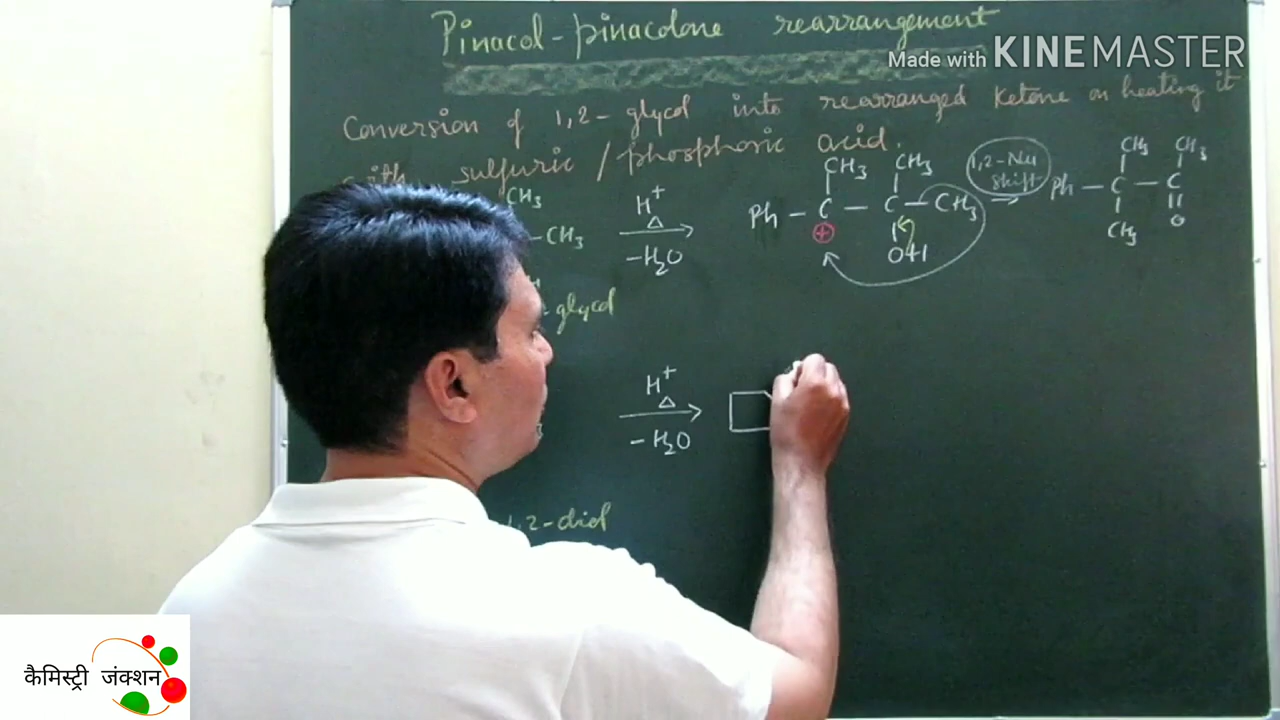 Pinacol-pinacolone rearrangement
Made with KINEMASTER
Conversion of 1,2-glycol into rearranged Ketone on heating it
with sulfuric / phosphoric acid.
CH3
CH3 CH3
1,2-Nu
shift
CH3 CH3
-CH3
H+
Δ
-H2O
Ph - C - C - CH3
Ph - C - C
+
OH
CH3 O
-glycol
H+
Δ
-H2O
1,2-diol
कैमिस्ट्री जंक्शन